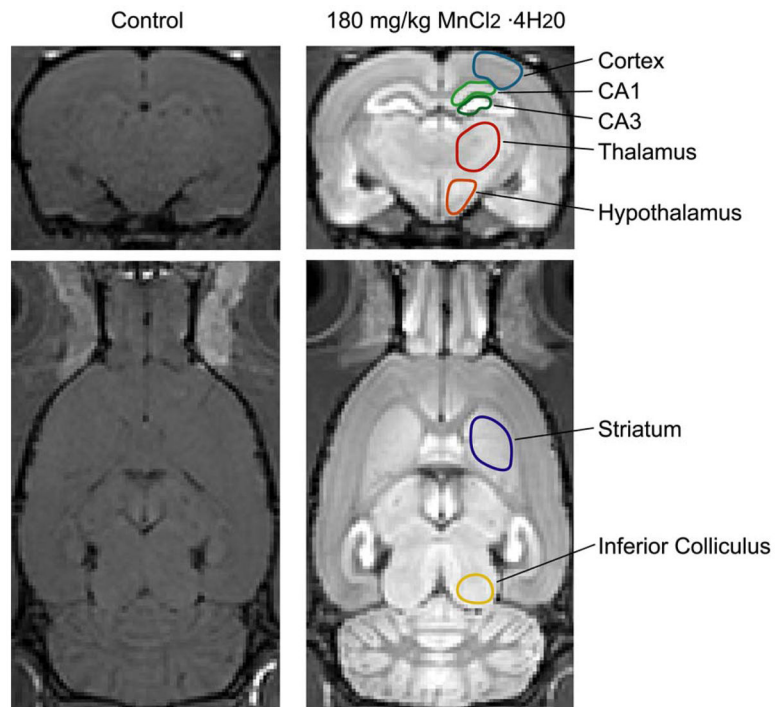 Control
180 mg/kg MnCl2 ·4H20
Cortex
CA1
CA3
Thalamus
Hypothalamus
Striatum
Inferior Colliculus